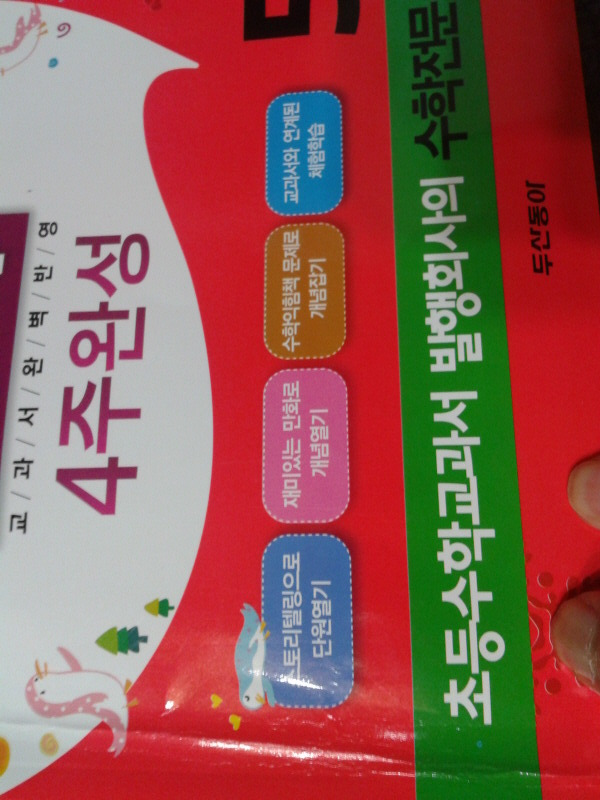 교/과/서/완/벽/반/영
4주완성
스토리텔링으로
단원열기
재미있는 만화로
개념열기
수학익힘책 문제로
개념잡기
교과서와 연계된
체험학습
초등수학교과서 발행회사의 수학전문
두산동아